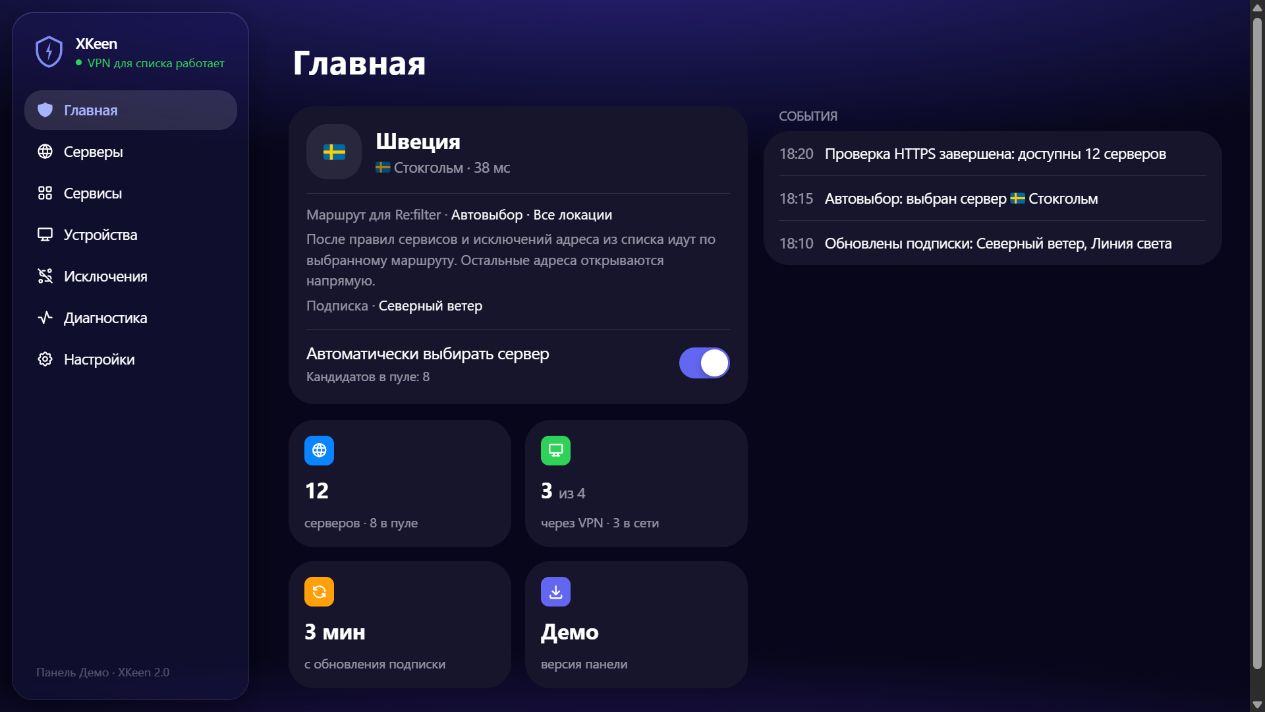 XKeen
VPN для списка работает
Главная
Серверы
Сервисы
Устройства
Исключения
Диагностика
Настройки
Панель Демо · XKeen 2.0
Главная
Швеция
Стокгольм · 38 мс
Маршрут для Re:filter · Автовыбор · Все локации
После правил сервисов и исключений адреса из списка идут по
выбранному маршруту. Остальные адреса открываются
напрямую.
Подписка · Северный ветер
Автоматически выбирать сервер
Кандидатов в пуле: 8
12
серверов · 8 в пуле
3 из 4
через VPN · 3 в сети
3 мин
с обновления подписки
Демо
версия панели
СОБЫТИЯ
18:20 Проверка HTTPS завершена: доступны 12 серверов
18:15 Автовыбор: выбран сервер 🇸🇪 Стокгольм
18:10 Обновлены подписки: Северный ветер, Линия света